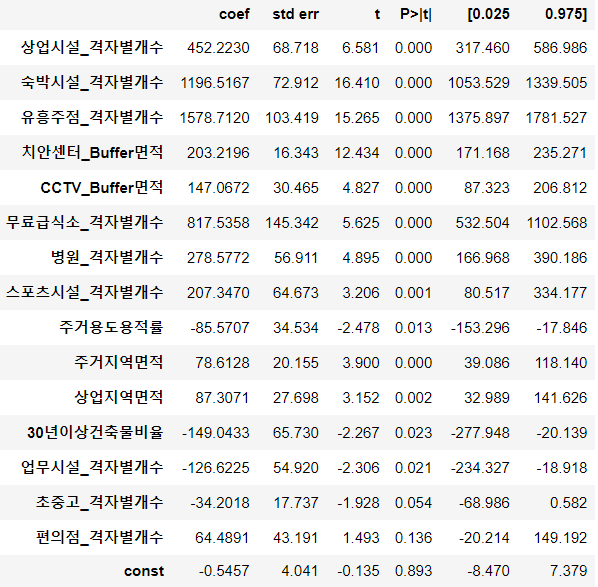 coef std err t P>|t| [0.025 0.975]
상업시설_격자별개수 452.2230 68.718 6.581 0.000 317.460 586.986
숙박시설_격자별개수 1196.5167 72.912 16.410 0.000 1053.529 1339.505
유흥주점_격자별개수 1578.7120 103.419 15.265 0.000 1375.897 1781.527
치안센터_Buffer면적 203.2196 16.343 12.434 0.000 171.168 235.271
CCTV_Buffer면적 147.0672 30.465 4.827 0.000 87.323 206.812
무료급식소_격자별개수 817.5358 145.342 5.625 0.000 532.504 1102.568
병원_격자별개수 278.5772 56.911 4.895 0.000 166.968 390.186
스포츠시설_격자별개수 207.3470 64.673 3.206 0.001 80.517 334.177
주거용도용적률 -85.5707 34.534 -2.478 0.013 -153.296 -17.846
주거지역면적 78.6128 20.155 3.900 0.000 39.086 118.140
상업지역면적 87.3071 27.698 3.152 0.002 32.989 141.626
30년이상건축물비율 -149.0433 65.730 -2.267 0.023 -277.948 -20.139
업무시설_격자별개수 -126.6225 54.920 -2.306 0.021 -234.327 -18.918
초중고_격자별개수 -34.2018 17.737 -1.928 0.054 -68.986 0.582
편의점_격자별개수 64.4891 43.191 1.493 0.136 -20.214 149.192
const -0.5457 4.041 -0.135 0.893 -8.470 7.379